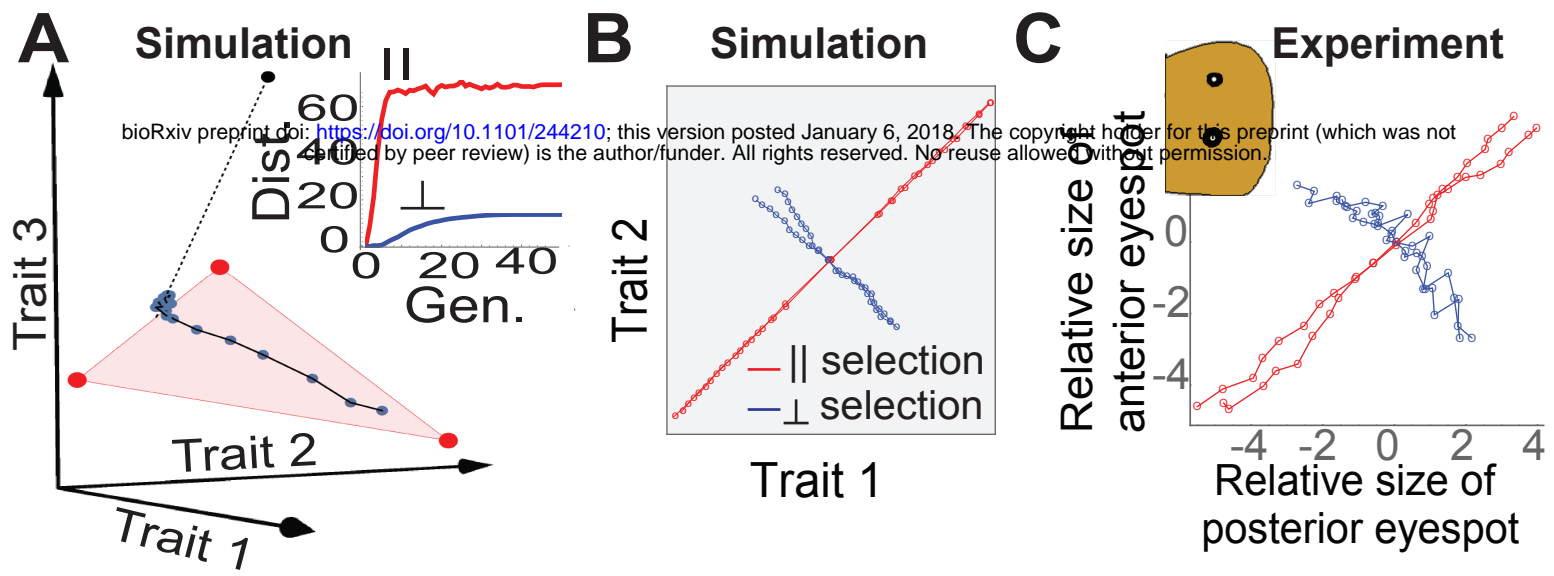 A
Simulation
B
Simulation
C
Experiment
bioRxiv preprint doi: https://doi.org/10.1101/244210; this version posted January 6, 2018. The copyright holder for this preprint (which was not
certified by peer review) is the author/funder. All rights reserved. No reuse allowed without permission.
Trait 3
Trait 2
Trait 1
Dist.
60
40
20
0
||
⊥
0
20
40
Gen.
Trait 2
|| selection
⊥ selection
Trait 1
Relative size of
anterior eyespot
0
-2
-4
-4
-2
0
2
4
Relative size of
posterior eyespot